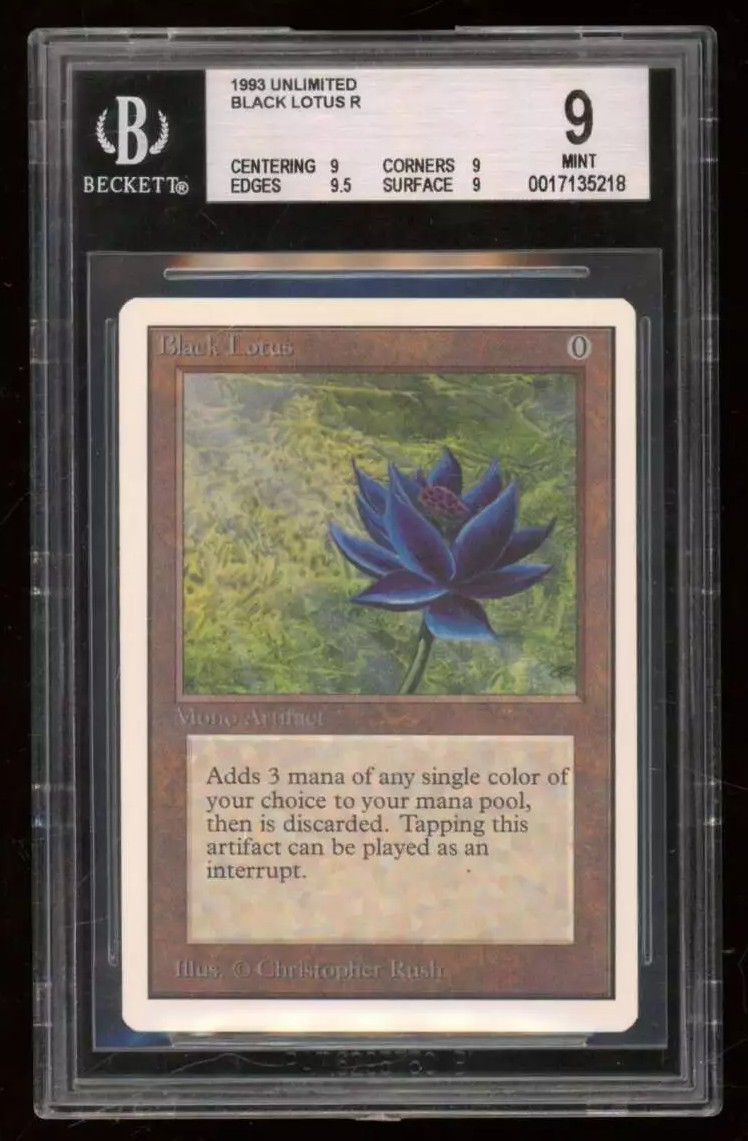 1993 UNLIMITED
BLACK LOTUS R
9
MINT
0017135218
CENTERING 9 CORNERS 9
EDGES 9.5 SURFACE 9
B
BECKETT®
Black Lotus 0
Mono Artifact
Adds 3 mana of any single color of
your choice to your mana pool,
then is discarded. Tapping this
artifact can be played as an
interrupt.
Illus. © Christopher Rush